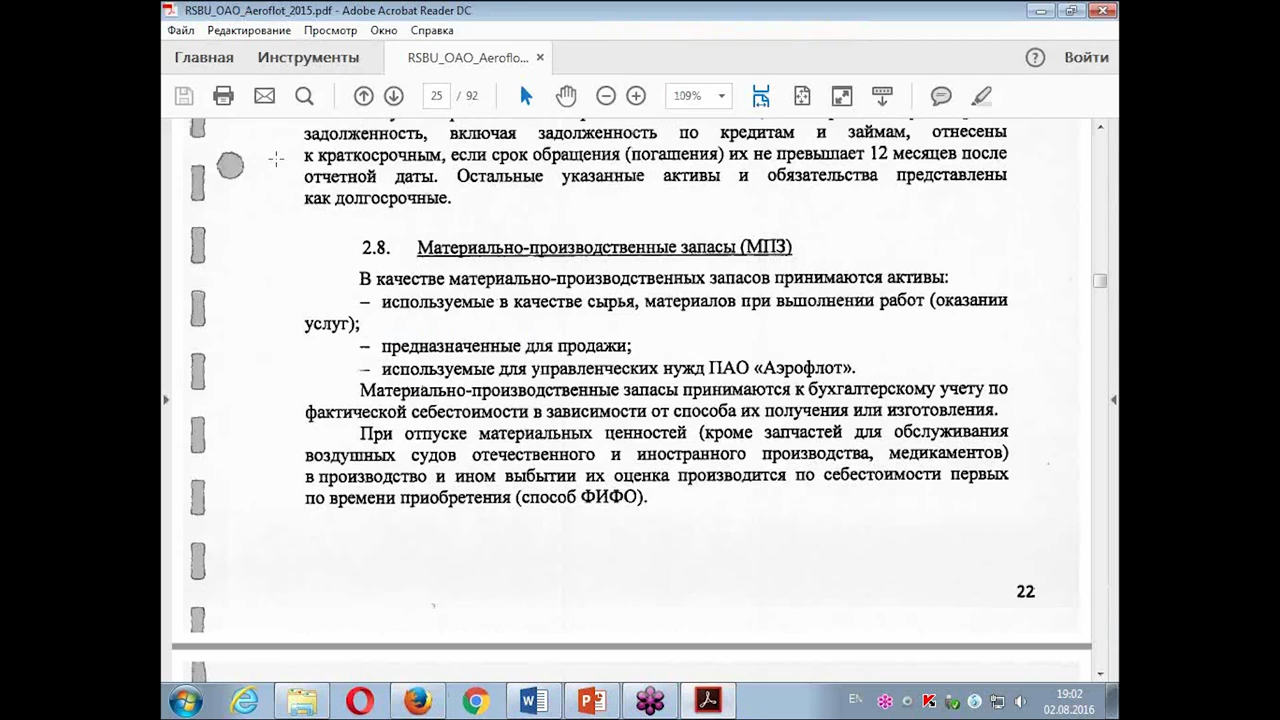 RSBU_OAO_Aeroflot_2015.pdf - Adobe Acrobat Reader DC
Файл Редактирование Просмотр Окно Справка
Главная Инструменты RSBU_OAO_Aeroflo... × Войти
25 / 92 109%
задолженность, включая задолженность по кредитам и займам, отнесены
к краткосрочным, если срок обращения (погашения) их не превышает 12 месяцев после
отчетной даты. Остальные указанные активы и обязательства представлены
как долгосрочные.
2.8. Материально-производственные запасы (МПЗ)
В качестве материально-производственных запасов принимаются активы:
– используемые в качестве сырья, материалов при выполнении работ (оказании
услуг);
– предназначенные для продажи;
– используемые для управленческих нужд ПАО «Аэрофлот».
Материально-производственные запасы принимаются к бухгалтерскому учету по
фактической себестоимости в зависимости от способа их получения или изготовления.
При отпуске материальных ценностей (кроме запчастей для обслуживания
воздушных судов отечественного и иностранного производства, медикаментов)
в производство и ином выбытии их оценка производится по себестоимости первых
по времени приобретения (способ ФИФО).
22
EN 19:02
02.08.2016